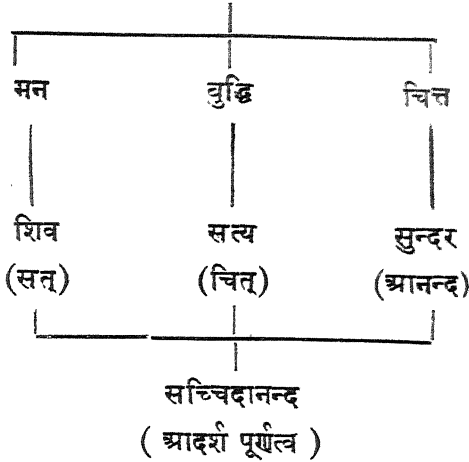 मन बुद्धि चित्त
शिव सत्य सुन्दर
(सत्) (चित्) (आनन्द)
सच्चिदानन्द
( आदर्श पूर्णत्व )